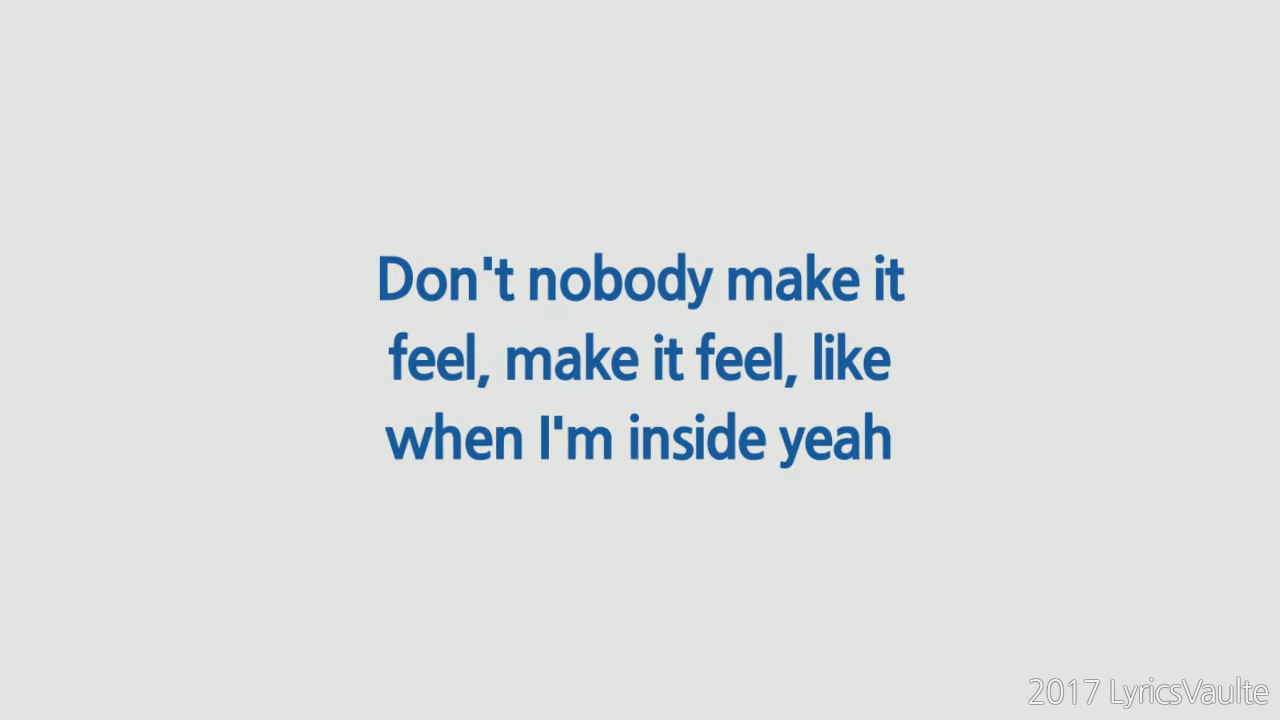 Don't nobody make it
feel, make it feel, like
when I'm inside yeah
2017 LyricsVaulte